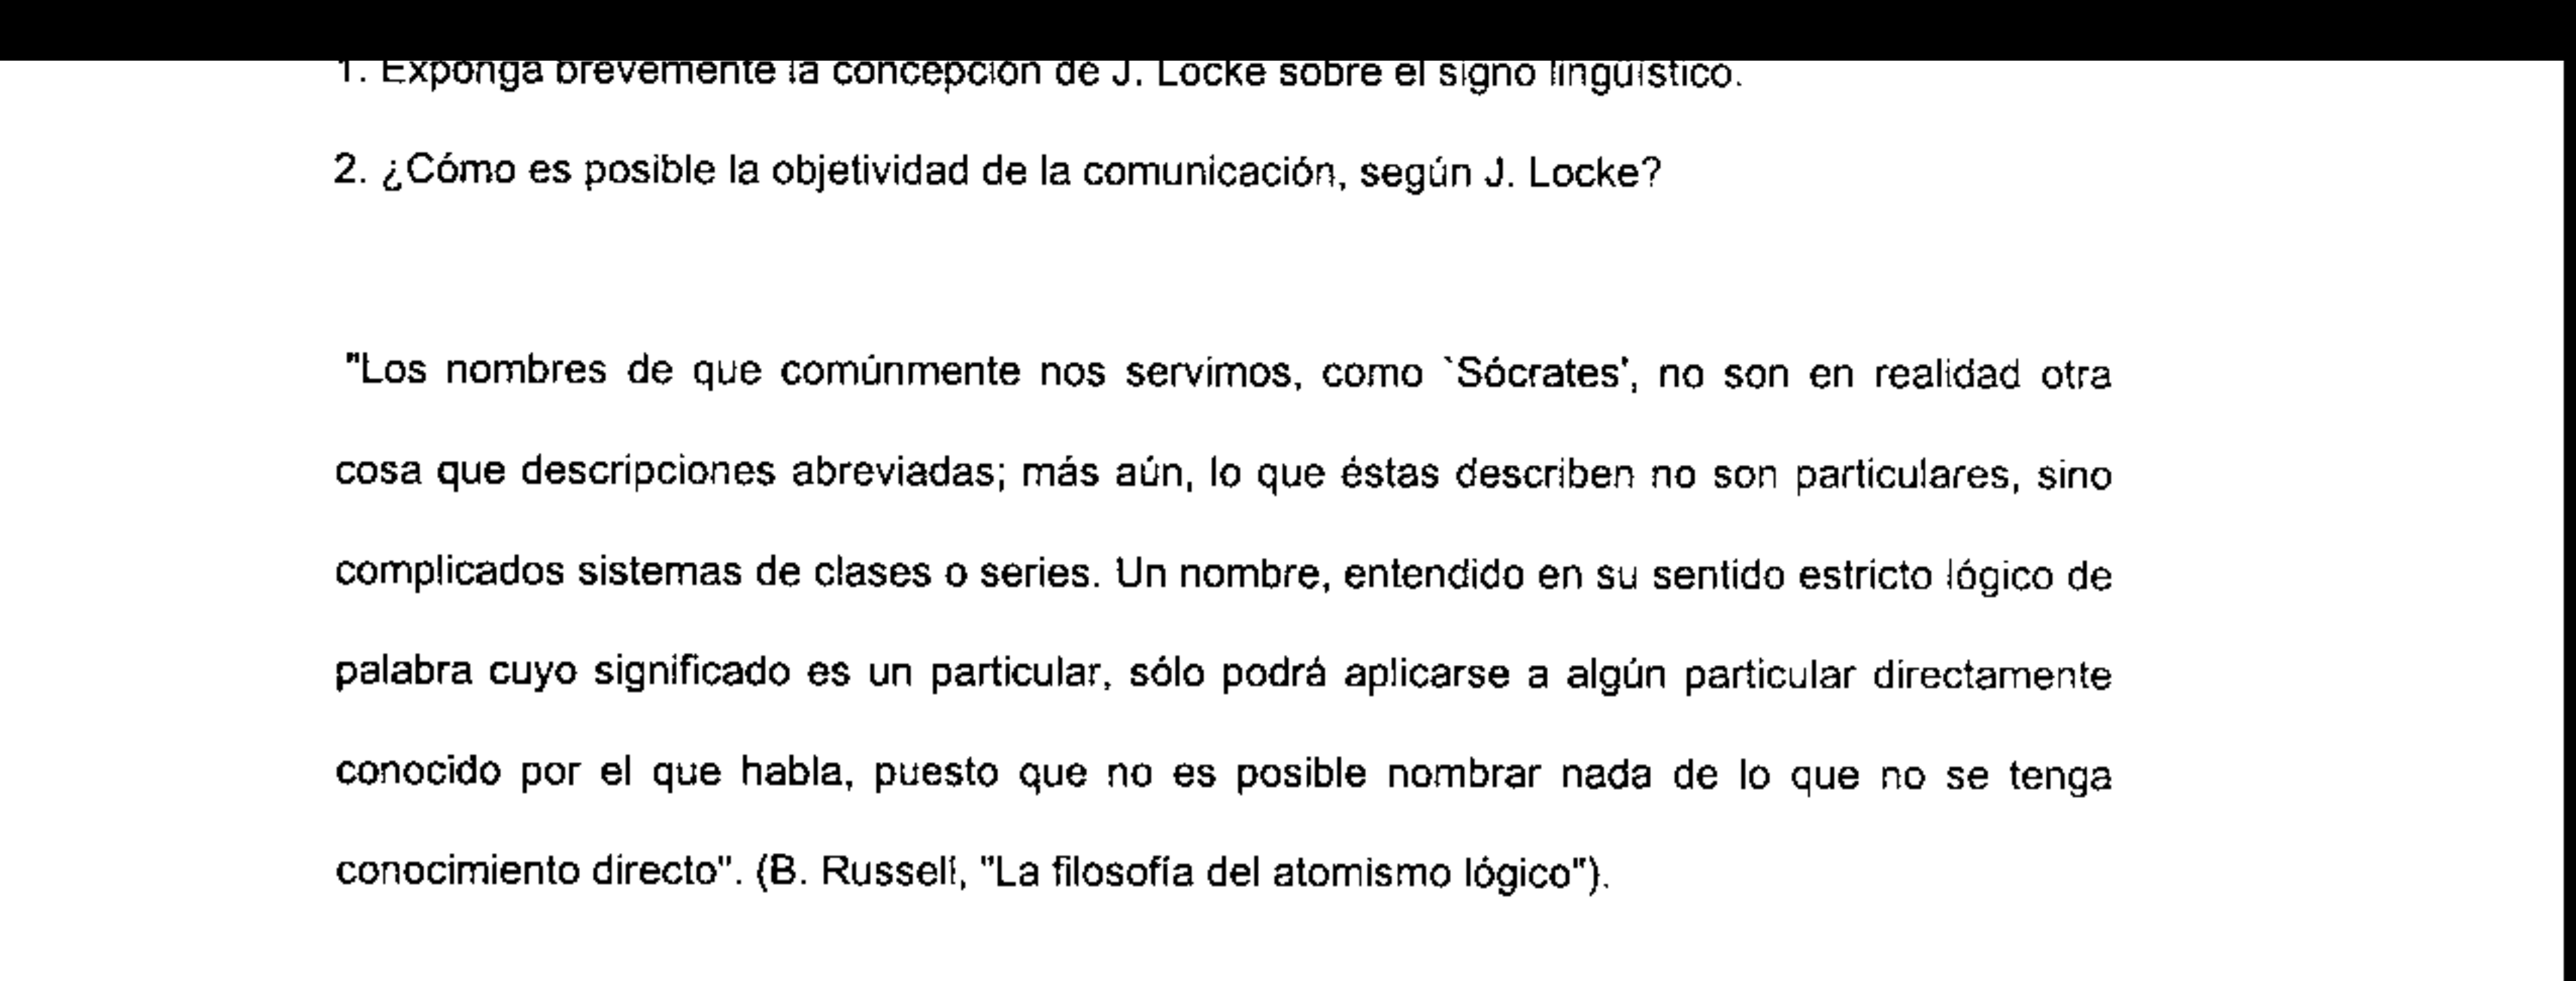 1. Exponga brevemente la concepción de J. Locke sobre el signo lingüístico.
2. ¿Cómo es posible la objetividad de la comunicación, según J. Locke?
"Los nombres de que comúnmente nos servimos, como `Sócrates', no son en realidad otra
cosa que descripciones abreviadas; más aún, lo que éstas describen no son particulares, sino
complicados sistemas de clases o series. Un nombre, entendido en su sentido estricto lógico de
palabra cuyo significado es un particular, sólo podrá aplicarse a algún particular directamente
conocido por el que habla, puesto que no es posible nombrar nada de lo que no se tenga
conocimiento directo". (B. Russell, "La filosofía del atomismo lógico").